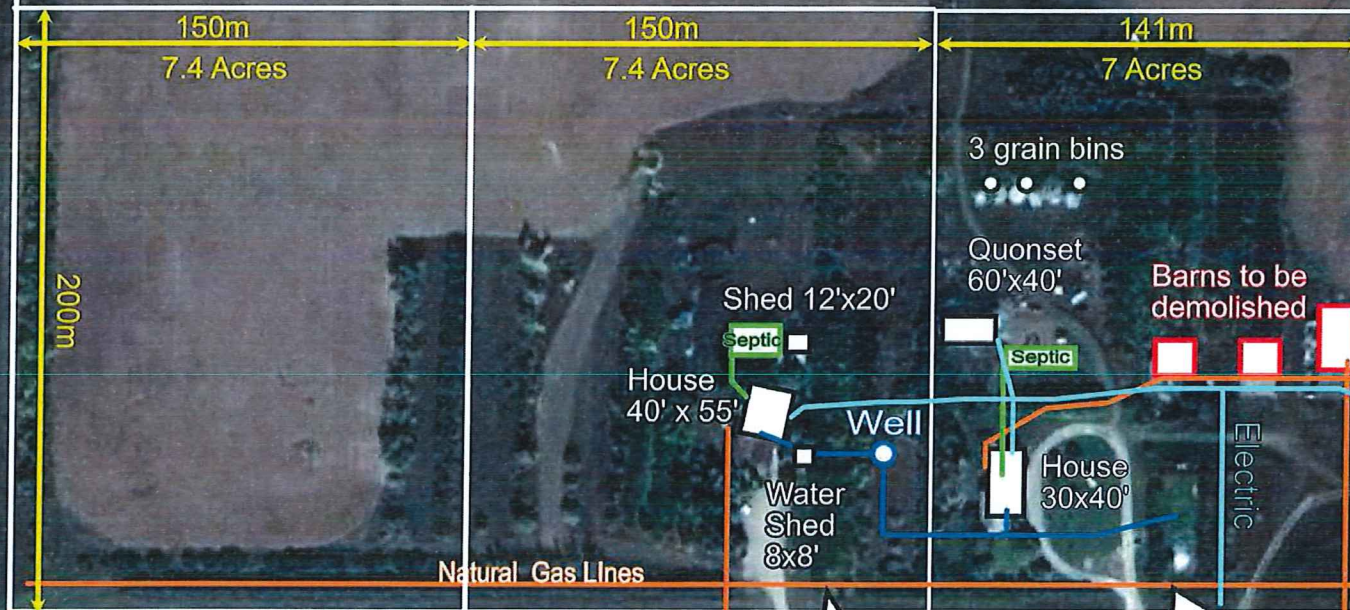 150m
150m
141m
7.4 Acres
7.4 Acres
7 Acres
3 grain bins
200m
Quonset
60'x40'
Barns to be
demolished
Shed 12'x20'
Septic
Septic
House
40' x 55'
Well
Electric
House
30x40'
Water
Shed
8x8'
Natural Gas LInes